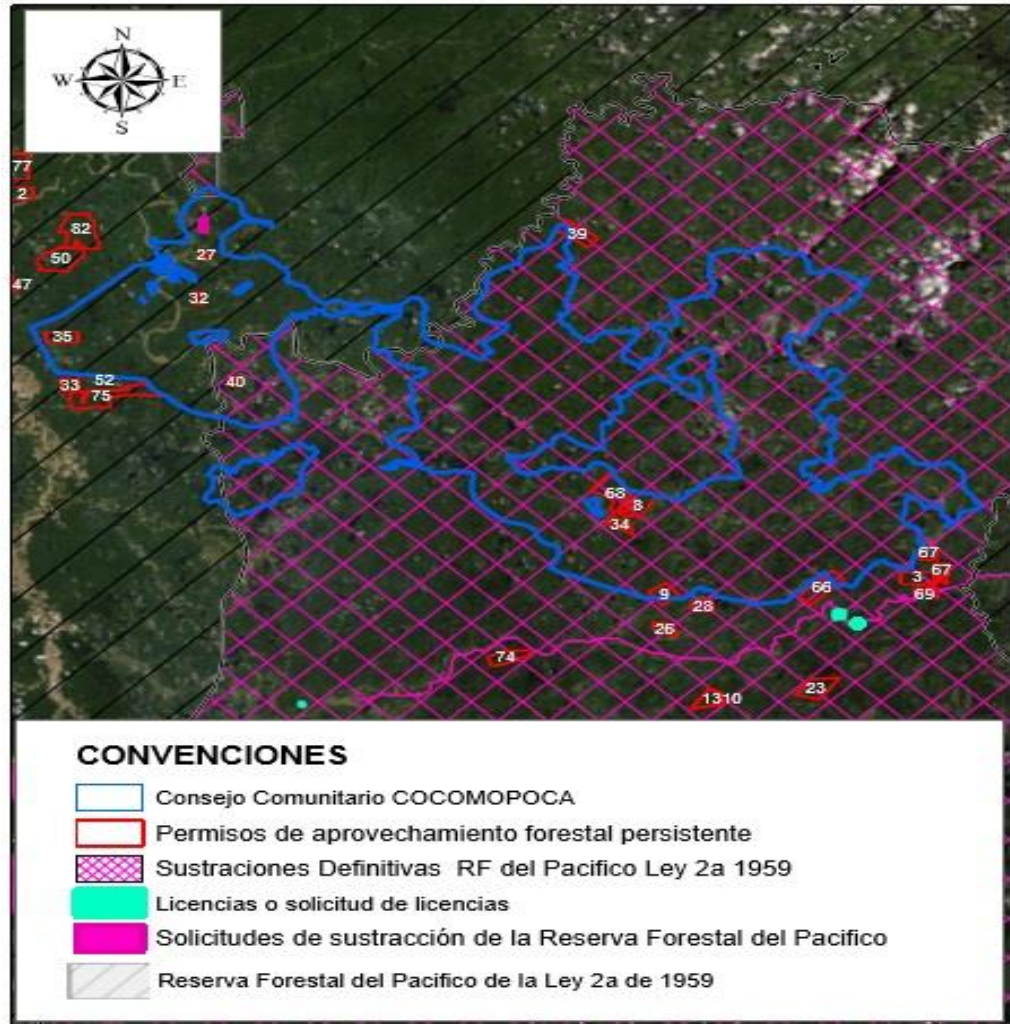 N
W E
S
77
2
82
50
27
47
32
35
33 52
75
40
39
68
8
34
67
3 67
69
66
9
28
26
74
23
1310
CONVENCIONES
Consejo Comunitario COCOMOPOCA
Permisos de aprovechamiento forestal persistente
Sustraciones Definitivas RF del Pacifico Ley 2a 1959
Licencias o solicitud de licencias
Solicitudes de sustracción de la Reserva Forestal del Pacifico
Reserva Forestal del Pacifico de la Ley 2a de 1959